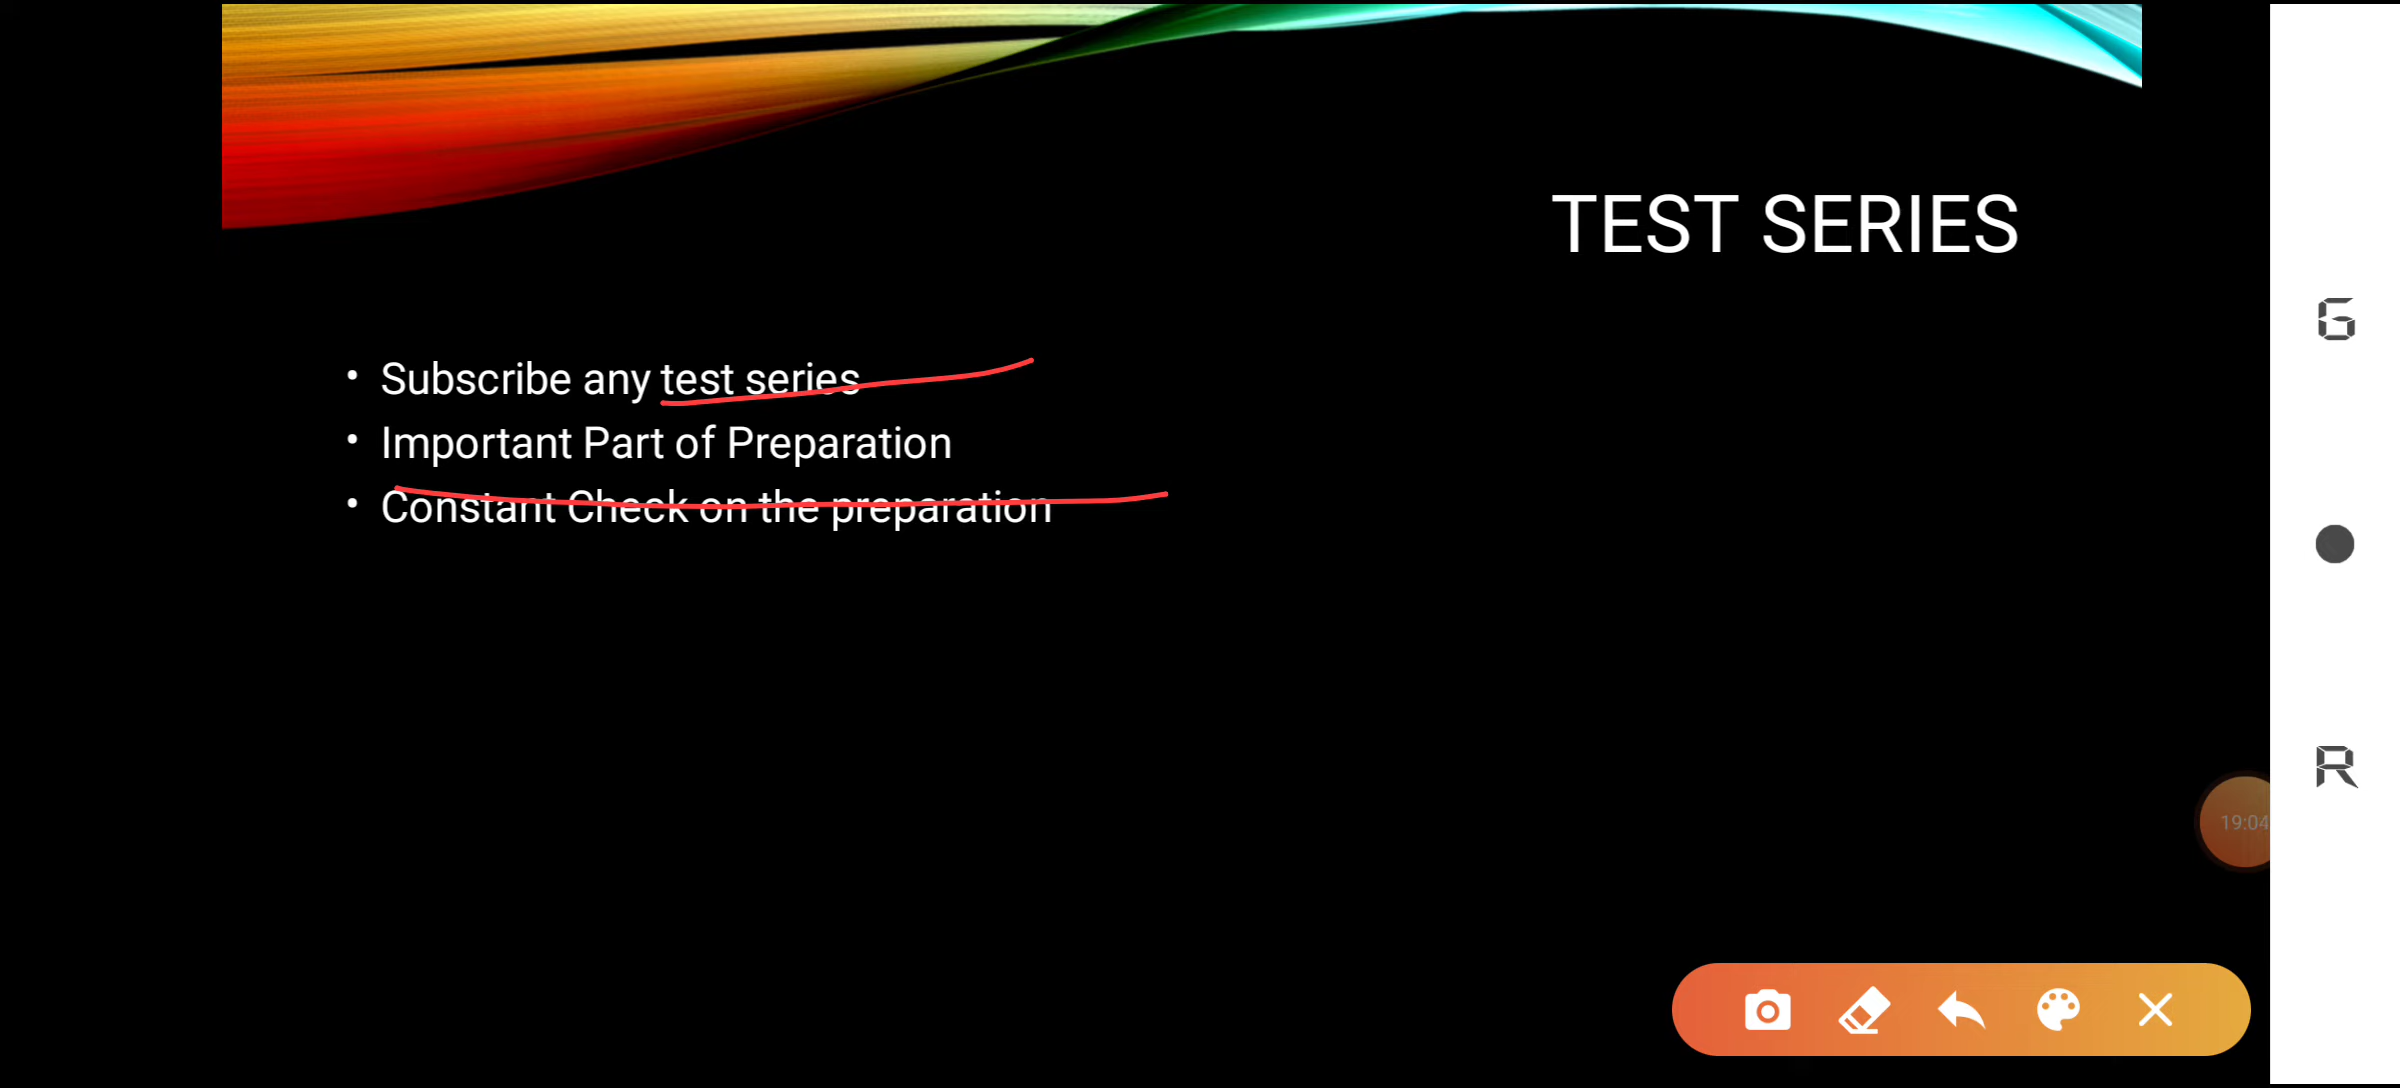 TEST SERIES
• Subscribe any test series
• Important Part of Preparation
• Constant Check on the preparation
G
R
19:04